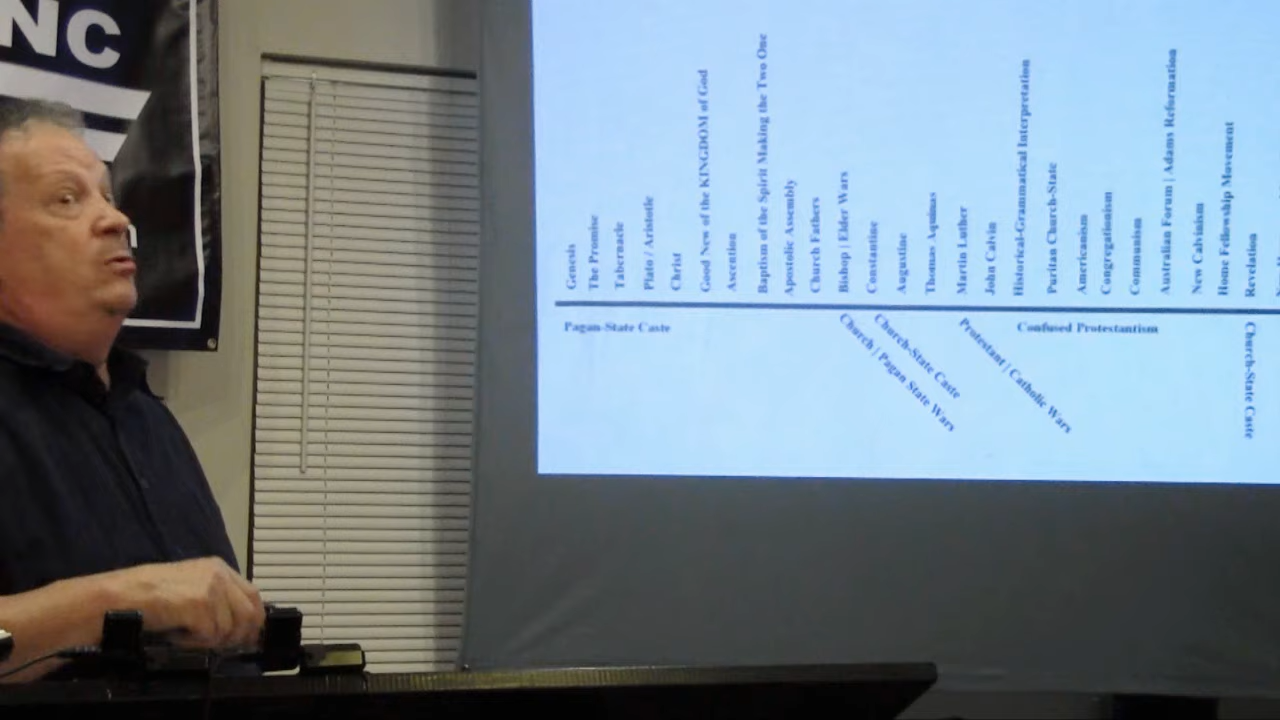 NC
Genesis
The Promise
Tabernacle
Plato / Aristotle
Christ
Good New of the KINGDOM of God
Ascention
Baptism of the Spirit Making the Two One
Apostolic Assembly
Church Fathers
Bishop | Elder Wars
Constantine
Augustine
Thomas Aquinas
Martin Luther
John Calvin
Historical-Grammatical Interpretation
Puritan Church-State
Americanism
Congregationism
Communism
Australian Forum | Adams Reformation
New Calvinism
Home Fellowship Movement
Revelation
Pagan-State Caste
Church | Pagan State Wars
Church-State Caste
Protestant | Catholic Wars
Confused Protestantism
Church-State Caste